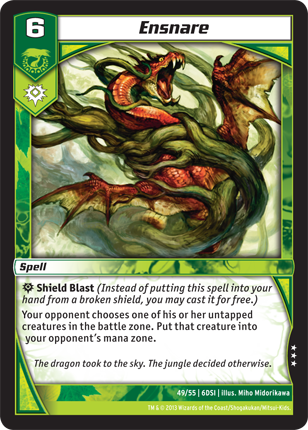 6
Ensnare
Spell
Shield Blast (Instead of putting this spell into your
hand from a broken shield, you may cast it for free.)
Your opponent chooses one of his or her untapped
creatures in the battle zone. Put that creature into
your opponent's mana zone.
The dragon took to the sky. The jungle decided otherwise.
49/55 | 6DSI | illus. Miho Midorikawa
TM & © 2013 Wizards of the Coast/Shogakukan/Mitsui-Kids.